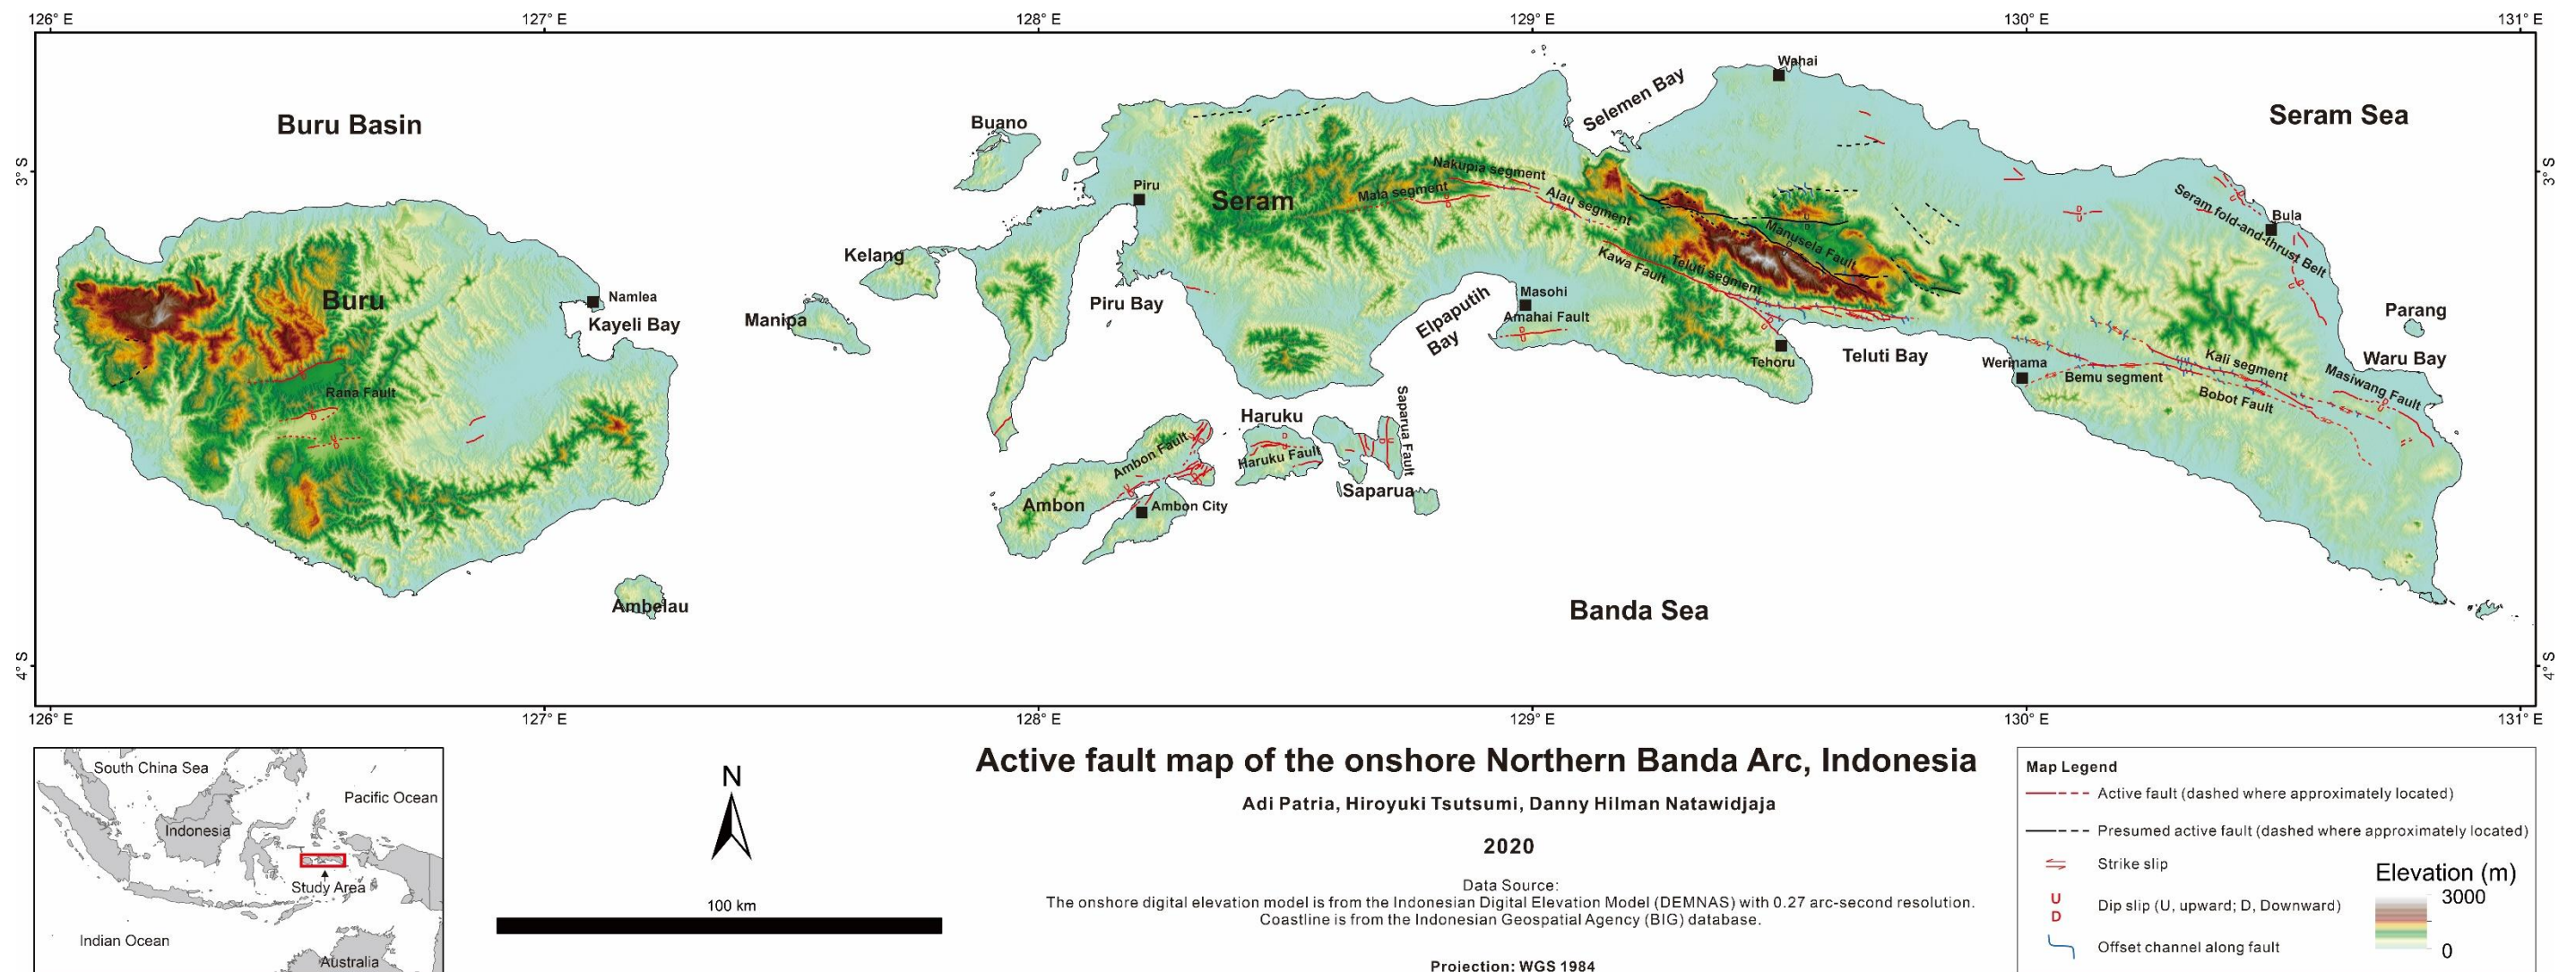 126° E 127° E 128° E 129° E 130° E 131° E
3° S
3° S
4° S
4° S
Buru Basin
Buru
Rana Fault
Namlea
Kayeli Bay
Ambelau
Manipa
Kelang
Buano
Piru
Piru Bay
Seram
Nakupia segment
Mala segment
Alau segment
Selemen Bay
Wahai
Seram Sea
Kawa Fault
Teluti segment
Manusela Fault
Elpaputih
Bay
Masohi
Amahai Fault
Tehoru
Teluti Bay
Seram fold-and-thrust Belt
Bula
Parang
Waru Bay
Werinama
Bemu segment
Kali segment
Bobot Fault
Masiwang Fault
Haruku
Haruku Fault
Saparua Fault
Saparua
Ambon Fault
Ambon
Ambon City
Banda Sea
126° E 127° E 128° E 129° E 130° E 131° E
South China Sea
Pacific Ocean
Indonesia
Study Area
Indian Ocean
Australia
N
100 km
Active fault map of the onshore Northern Banda Arc, Indonesia
Adi Patria, Hiroyuki Tsutsumi, Danny Hilman Natawidjaja
2020
Data Source:
The onshore digital elevation model is from the Indonesian Digital Elevation Model (DEMNAS) with 0.27 arc-second resolution.
Coastline is from the Indonesian Geospatial Agency (BIG) database.
Projection: WGS 1984
Map Legend
Active fault (dashed where approximately located)
Presumed active fault (dashed where approximately located)
Strike slip
U
D
Dip slip (U, upward; D, Downward)
Offset channel along fault
Elevation (m)
3000
0